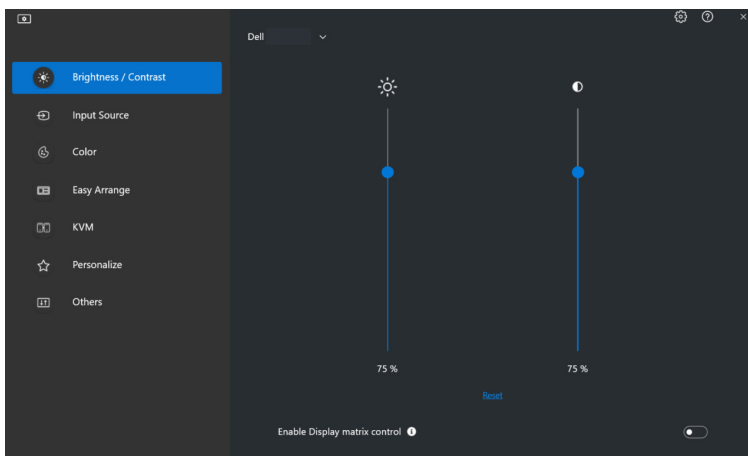 Dell
Brightness / Contrast
Input Source
Color
Easy Arrange
KVM
Personalize
Others
75 %
75 %
Reset
Enable Display matrix control